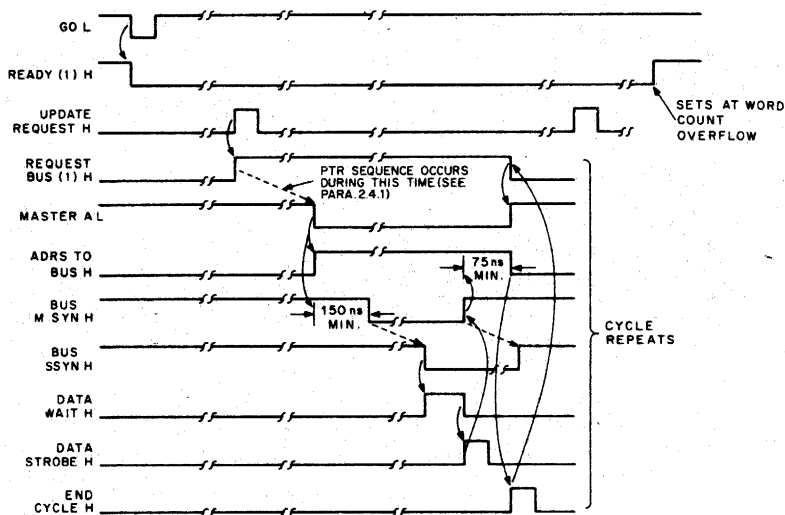 GO L
READY (1) H
SETS AT WORD
COUNT
OVERFLOW
UPDATE
REQUEST H
REQUEST
BUS (1) H
PTR SEQUENCE OCCURS
DURING THIS TIME (SEE
PARA. 2.4.1)
MASTER A L
ADRS TO
BUS H
75ns
MIN.
BUS
M SYN H
150 ns
MIN.
CYCLE
REPEATS
BUS
SSYN H
DATA
WAIT H
DATA
STROBE H
END
CYCLE H